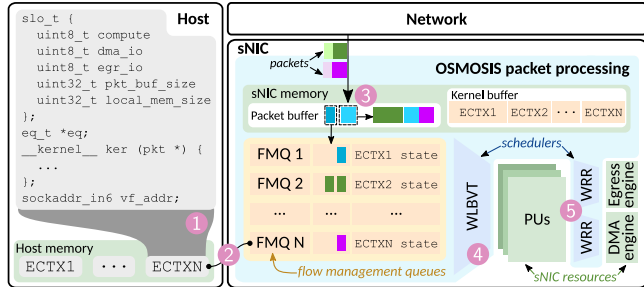 Host
slo_t {
uint8_t compute
uint8_t dma_io
uint8_t egr_io
uint32_t pkt_buf_size
uint32_t local_mem_size
};
eq_t *eq;
__kernel__ ker (pkt *) {
...
};
sockaddr_in6 vf_addr;
1
Host memory
ECTX1
···
ECTXN
2
Network
sNIC
packets
OSMOSIS packet processing
sNIC memory
3
Packet buffer
Kernel buffer
ECTX1 ECTX2 ··· ECTXN
FMQ 1 ECTX1 state
FMQ 2 ECTX2 state
... ...
FMQ N ECTXN state
flow management queues
schedulers
WLBVT
4
PUs
5
WRR
WRR
Egress engine
DMA engine
sNIC resources